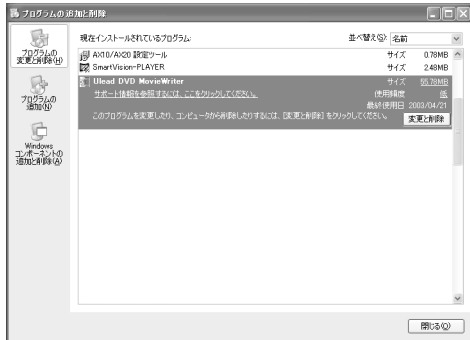 プログラムの追加と削除
プログラムの
変更と削除(H)
プログラムの
追加(N)
Windows
コンポーネントの
追加と削除(A)
現在インストールされているプログラム:
並べ替え(S): 名前
AX10/AX20 設定ツール サイズ 0.78MB
SmartVision-PLAYER サイズ 2.48MB
Ulead DVD MovieWriter サイズ 55.78MB
サポート情報を参照するには、ここをクリックしてください。 使用頻度 低
最終使用日 2003/04/21
このプログラムを変更したり、コンピュータから削除したりするには、[変更と削除] をクリックしてください。 変更と削除
閉じる(C)